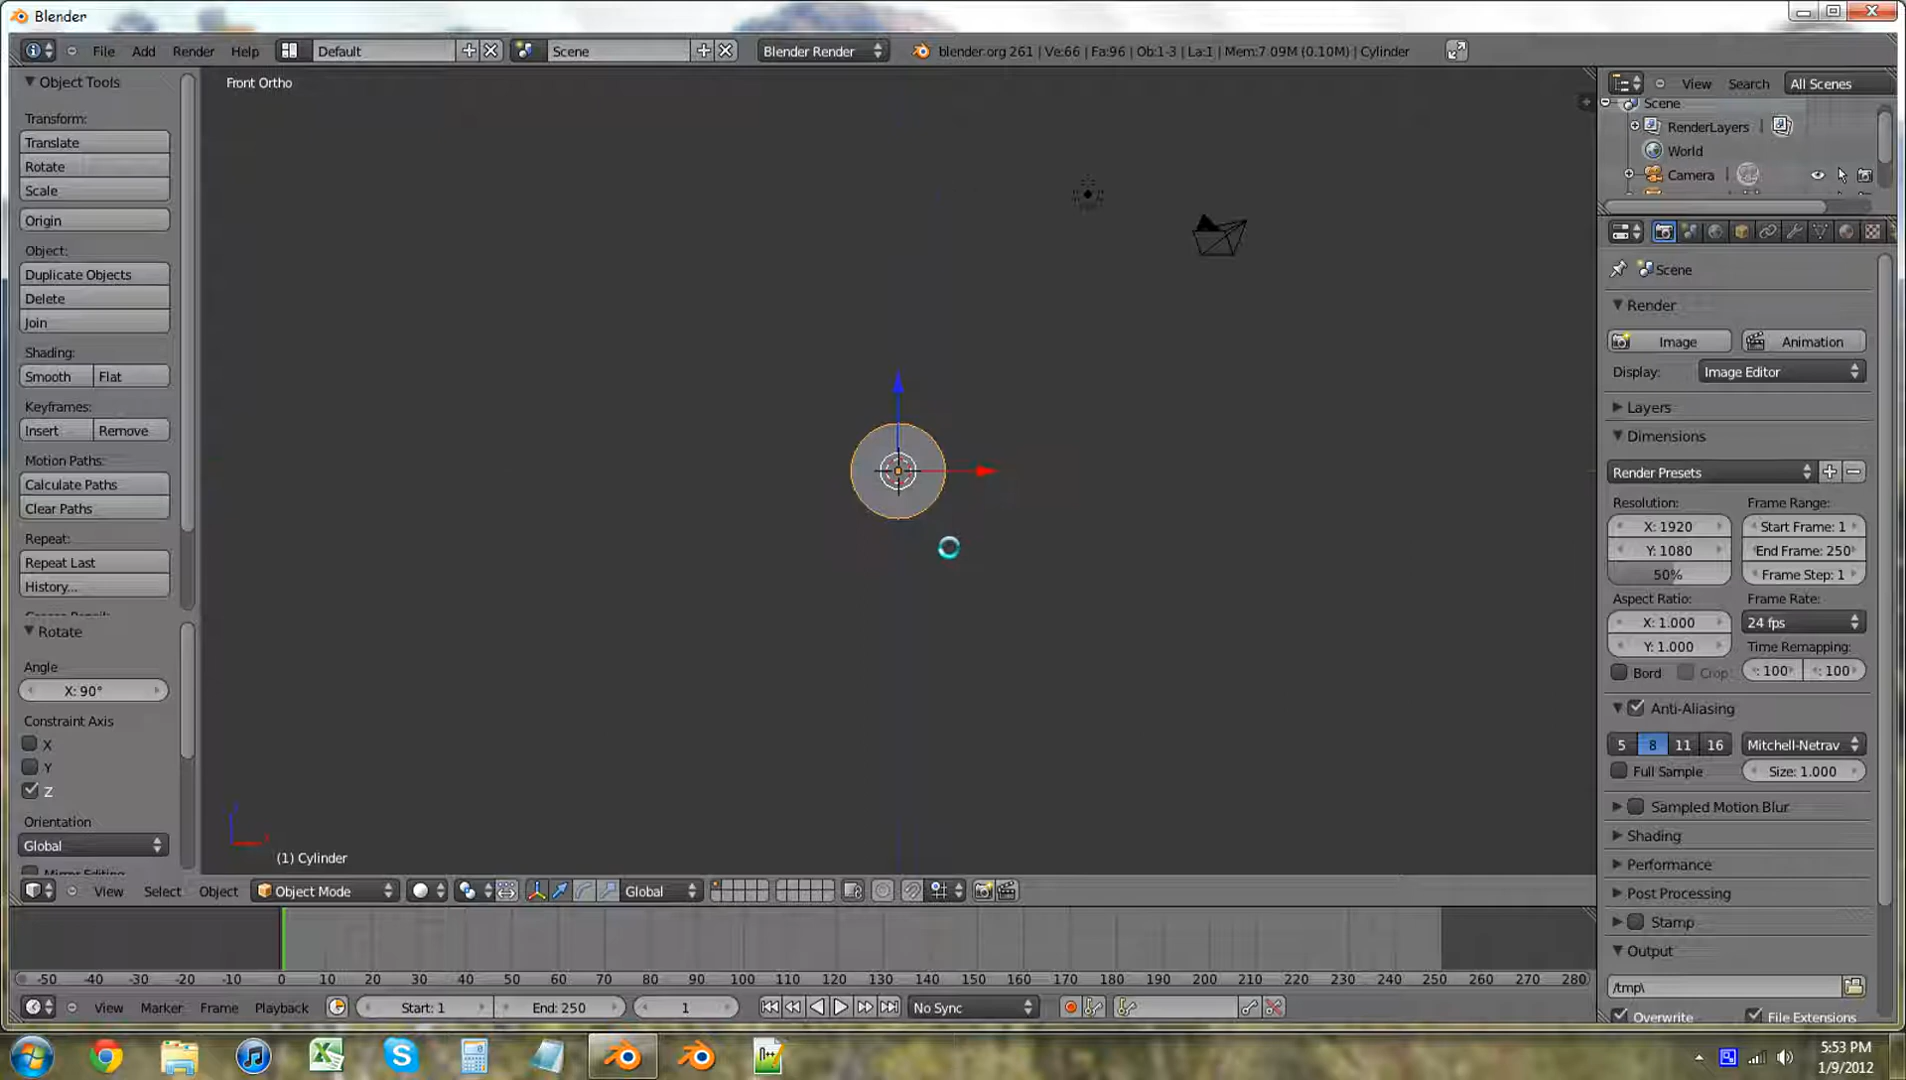 Blender
File Add Render Help Default Scene Blender Render blender.org 261 | Ve:66 | Fa:96 | Ob:1-3 | La:1 | Mem:7.09M (0.10M) | Cylinder
Object Tools
Transform:
Translate
Rotate
Scale
Origin
Object:
Duplicate Objects
Delete
Join
Shading:
Smooth Flat
Keyframes:
Insert Remove
Motion Paths:
Calculate Paths
Clear Paths
Repeat:
Repeat Last
History...
Rotate
Angle
X: 90°
Constraint Axis
X
Y
Z
Orientation
Global
Mirror Editing
Front Ortho
(1) Cylinder
View Select Object Object Mode Global
View Search All Scenes
Scene
RenderLayers
World
Camera
Scene
Render
Image Animation
Display: Image Editor
Layers
Dimensions
Render Presets
Resolution: Frame Range:
X: 1920 Start Frame: 1
Y: 1080 End Frame: 250
50% Frame Step: 1
Aspect Ratio: Frame Rate:
X: 1.000 24 fps
Y: 1.000 Time Remapping:
Bord Crop : 100 : 100
Anti-Aliasing
5 8 11 16 Mitchell-Netrav
Full Sample Size: 1.000
Sampled Motion Blur
Shading
Performance
Post Processing
Stamp
Output
/tmp\
Overwrite File Extensions
-50 -40 -30 -20 -10 0 10 20 30 40 50 60 70 80 90 100 110 120 130 140 150 160 170 180 190 200 210 220 230 240 250 260 270 280
View Marker Frame Playback Start: 1 End: 250 1 No Sync
5:53 PM
1/9/2012